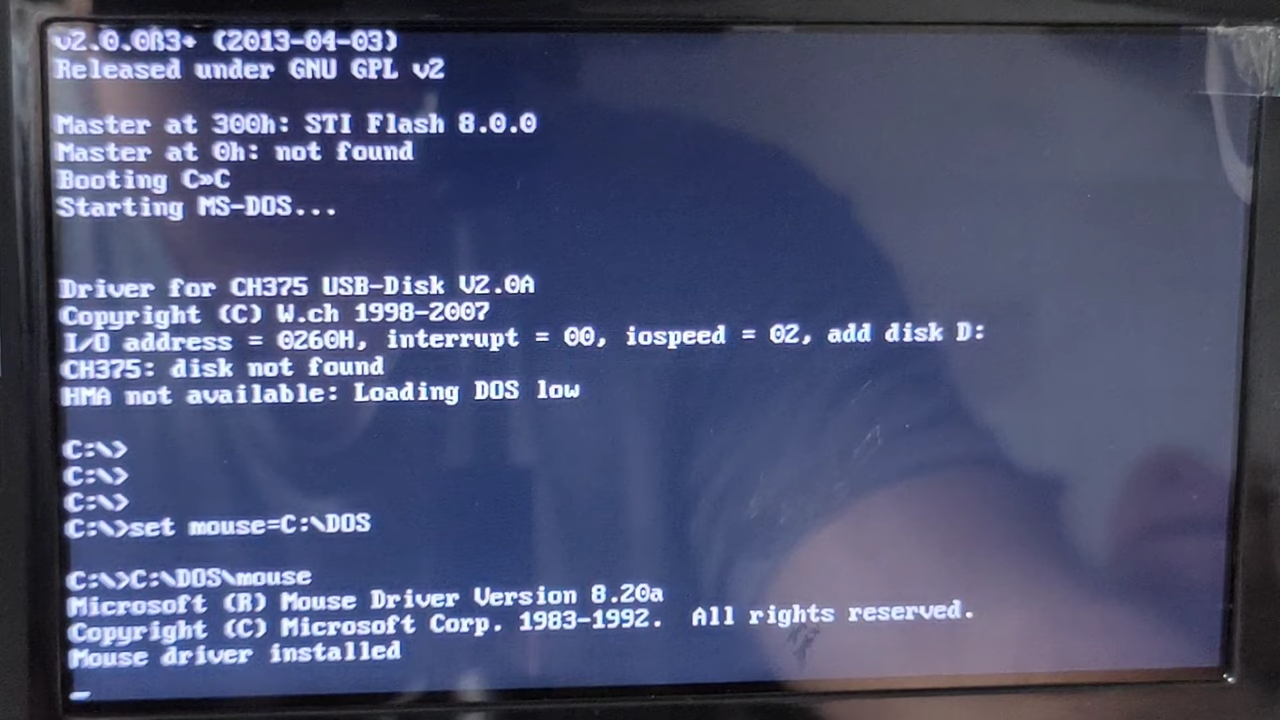 v2.0.0ß3+ (2013-04-03)
Released under GNU GPL v2
Master at 300h: STI Flash 8.0.0
Master at 0h: not found
Booting C»C
Starting MS-DOS...
Driver for CH375 USB-Disk V2.0A
Copyright (C) W.ch 1998-2007
I/O address = 0260H, interrupt = 00, iospeed = 02, add disk D:
CH375: disk not found
HMA not available: Loading DOS low
C:\>
C:\>
C:\>
C:\>set mouse=C:\DOS
C:\>C:\DOS\mouse
Microsoft (R) Mouse Driver Version 8.20a
Copyright (C) Microsoft Corp. 1983-1992.  All rights reserved.
Mouse driver installed